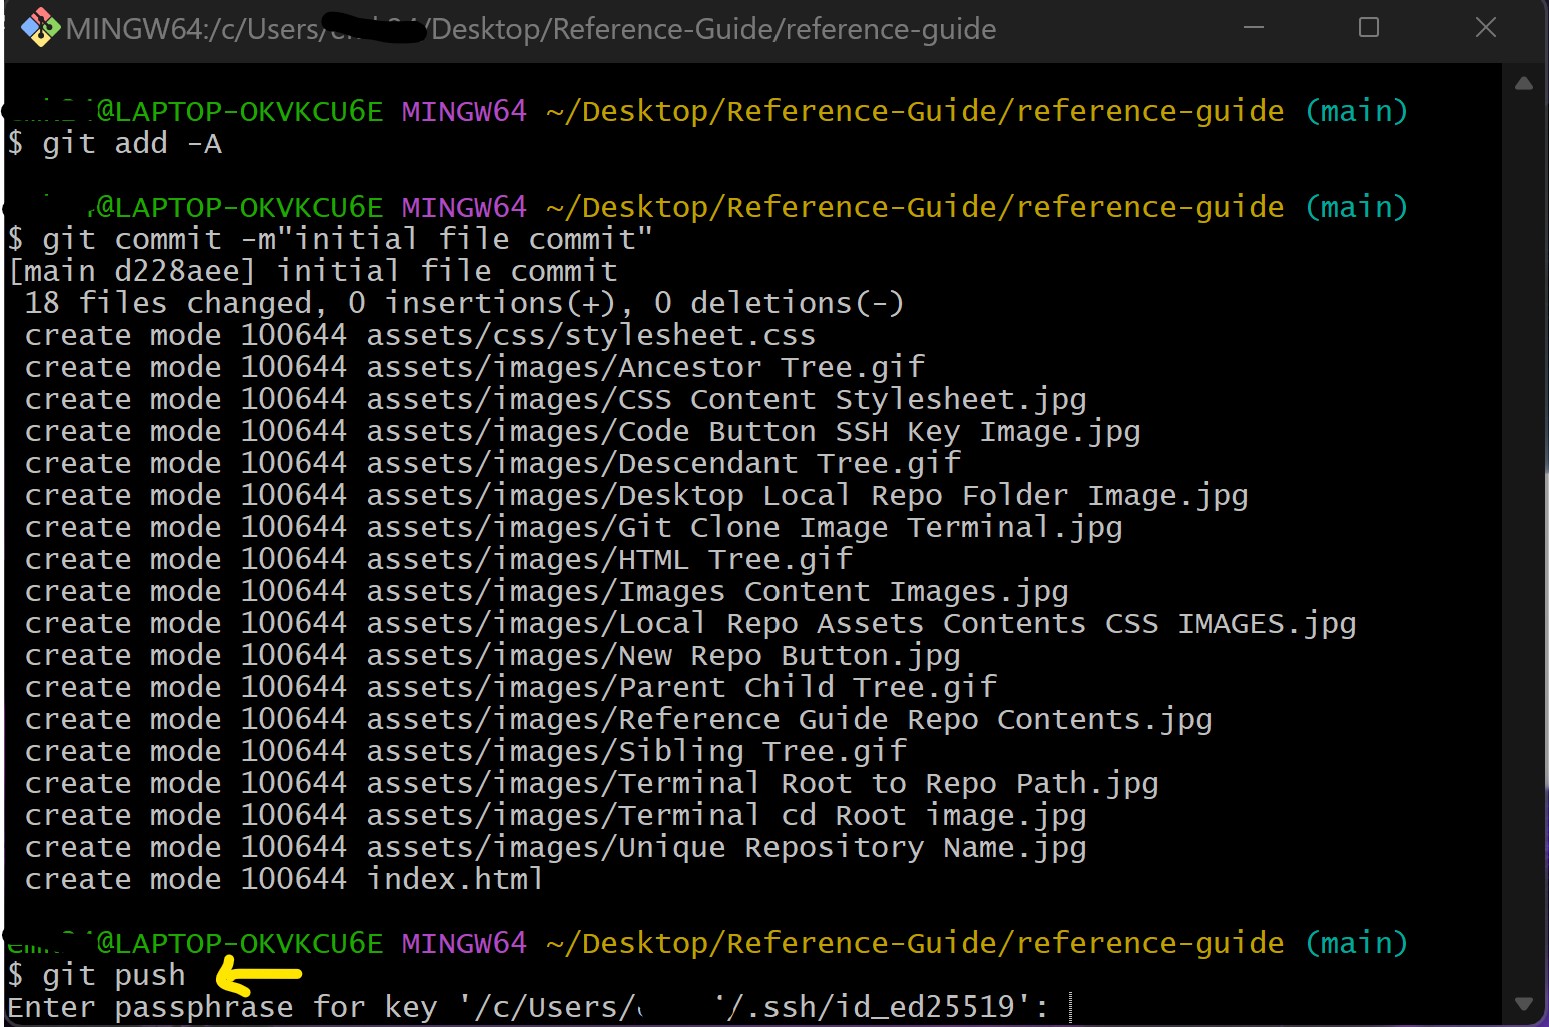 MINGW64:/c/Users/ /Desktop/Reference-Guide/reference-guide
@LAPTOP-OKVKCU6E MINGW64 ~/Desktop/Reference-Guide/reference-guide (main)
$ git add -A
@LAPTOP-OKVKCU6E MINGW64 ~/Desktop/Reference-Guide/reference-guide (main)
$ git commit -m"initial file commit"
[main d228aee] initial file commit
18 files changed, 0 insertions(+), 0 deletions(-)
create mode 100644 assets/css/stylesheet.css
create mode 100644 assets/images/Ancestor Tree.gif
create mode 100644 assets/images/CSS Content Stylesheet.jpg
create mode 100644 assets/images/Code Button SSH Key Image.jpg
create mode 100644 assets/images/Descendant Tree.gif
create mode 100644 assets/images/Desktop Local Repo Folder Image.jpg
create mode 100644 assets/images/Git Clone Image Terminal.jpg
create mode 100644 assets/images/HTML Tree.gif
create mode 100644 assets/images/Images Content Images.jpg
create mode 100644 assets/images/Local Repo Assets Contents CSS IMAGES.jpg
create mode 100644 assets/images/New Repo Button.jpg
create mode 100644 assets/images/Parent Child Tree.gif
create mode 100644 assets/images/Reference Guide Repo Contents.jpg
create mode 100644 assets/images/Sibling Tree.gif
create mode 100644 assets/images/Terminal Root to Repo Path.jpg
create mode 100644 assets/images/Terminal cd Root image.jpg
create mode 100644 assets/images/Unique Repository Name.jpg
create mode 100644 index.html
@LAPTOP-OKVKCU6E MINGW64 ~/Desktop/Reference-Guide/reference-guide (main)
$ git push
Enter passphrase for key '/c/Users/ /.ssh/id_ed25519':